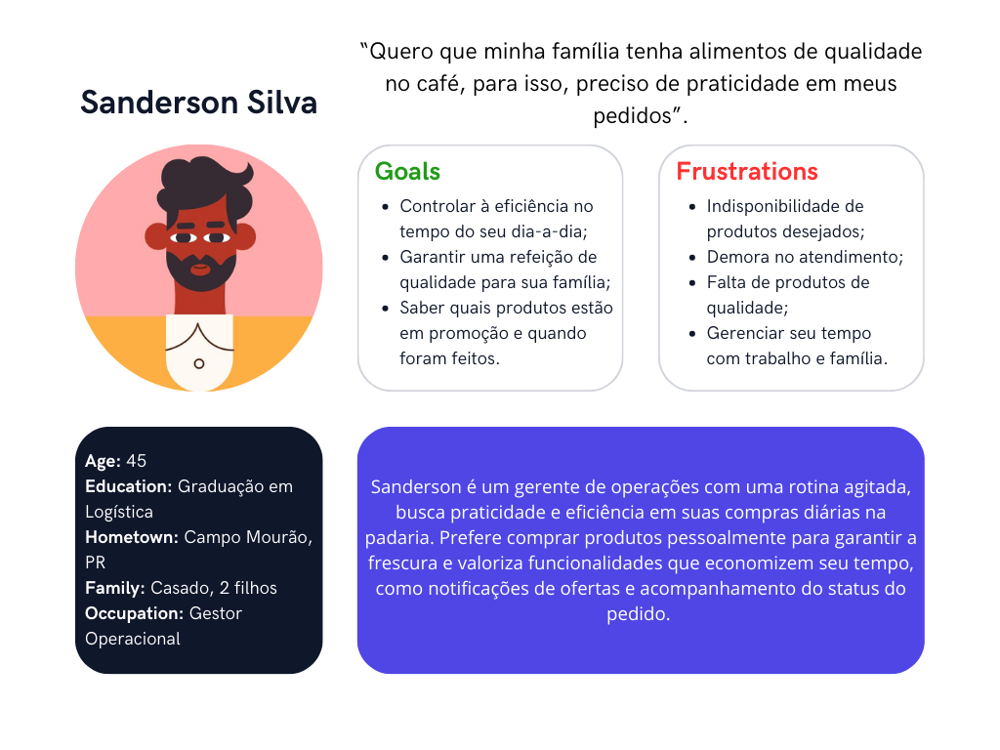 Sanderson Silva
“Quero que minha família tenha alimentos de qualidade
no café, para isso, preciso de praticidade em meus
pedidos”.
Goals
• Controlar à eficiência no
tempo do seu dia-a-dia;
• Garantir uma refeição de
qualidade para sua família;
• Saber quais produtos estão
em promoção e quando
foram feitos.
Frustrations
• Indisponibilidade de
produtos desejados;
• Demora no atendimento;
• Falta de produtos de
qualidade;
• Gerenciar seu tempo
com trabalho e família.
Age: 45
Education: Graduação em
Logística
Hometown: Campo Mourão,
PR
Family: Casado, 2 filhos
Occupation: Gestor
Operacional
Sanderson é um gerente de operações com uma rotina agitada,
busca praticidade e eficiência em suas compras diárias na
padaria. Prefere comprar produtos pessoalmente para garantir a
frescura e valoriza funcionalidades que economizem seu tempo,
como notificações de ofertas e acompanhamento do status do
pedido.